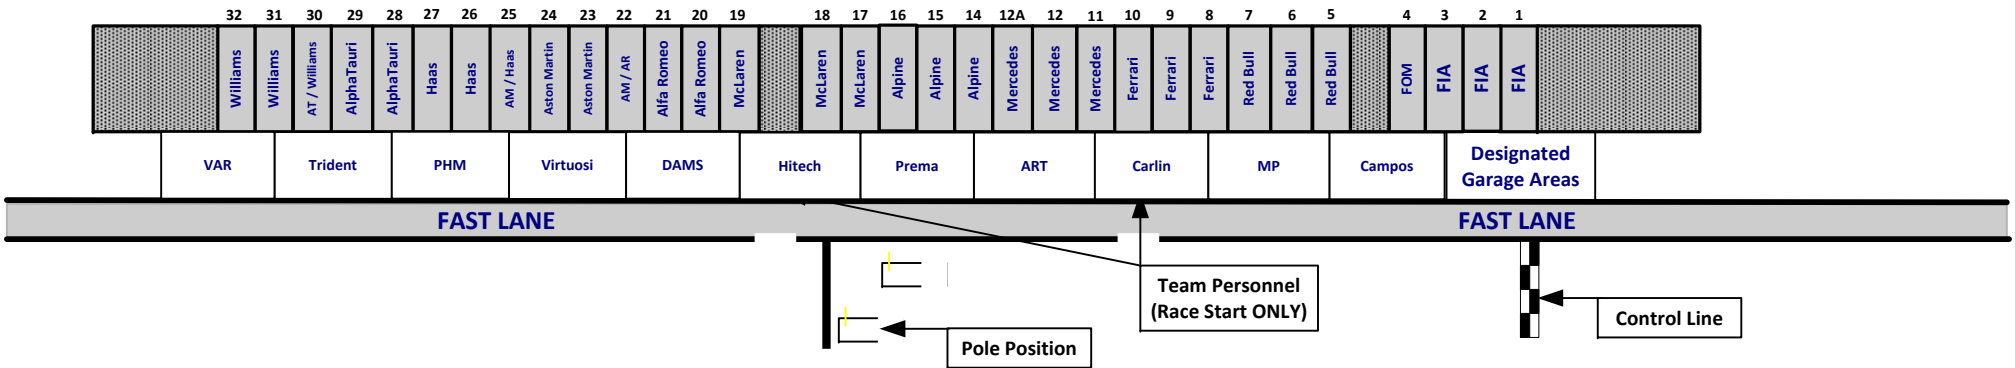 32 31 30 29 28 27 26 25 24 23 22 21 20 19 18 17 16 15 14 12A 12 11 10 9 8 7 6 5 4 3 2 1
Williams
Williams
AT / Williams
AlphaTauri
AlphaTauri
Haas
Haas
AM / Haas
Aston Martin
Aston Martin
AM / AR
Alfa Romeo
Alfa Romeo
McLaren
McLaren
McLaren
Alpine
Alpine
Alpine
Mercedes
Mercedes
Mercedes
Ferrari
Ferrari
Ferrari
Red Bull
Red Bull
Red Bull
FOM
FIA
FIA
FIA
VAR
Trident
PHM
Virtuosi
DAMS
Hitech
Prema
ART
Carlin
MP
Campos
Designated
Garage Areas
FAST LANE
FAST LANE
Team Personnel
(Race Start ONLY)
Control Line
Pole Position